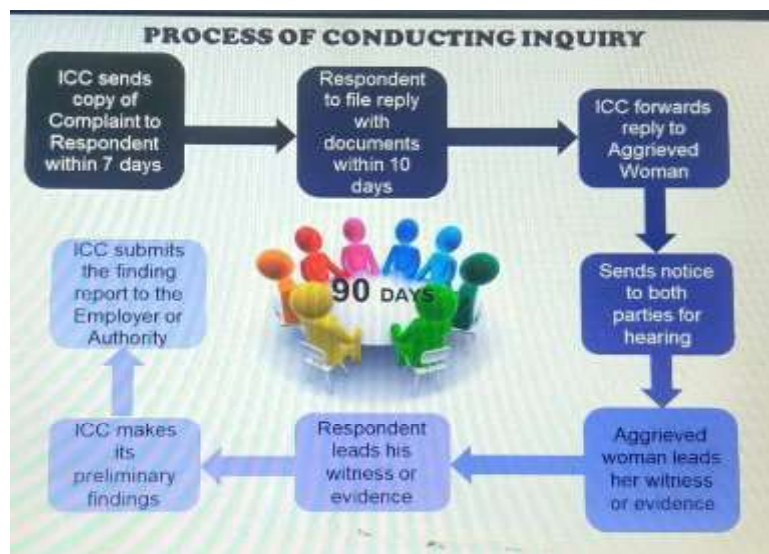 PROCESS OF CONDUCTING INQUIRY
ICC sends
copy of
Complaint to
Respondent
within 7 days
Respondent
to file reply
with
documents
within 10
days
ICC forwards
reply to
Aggrieved
Woman
Sends notice
to both
parties for
hearing
Aggrieved
woman leads
her witness
or evidence
Respondent
leads his
witness or
evidence
ICC makes
its
preliminary
findings
ICC submits
the finding
report to the
Employer or
Authority
90 DAYS